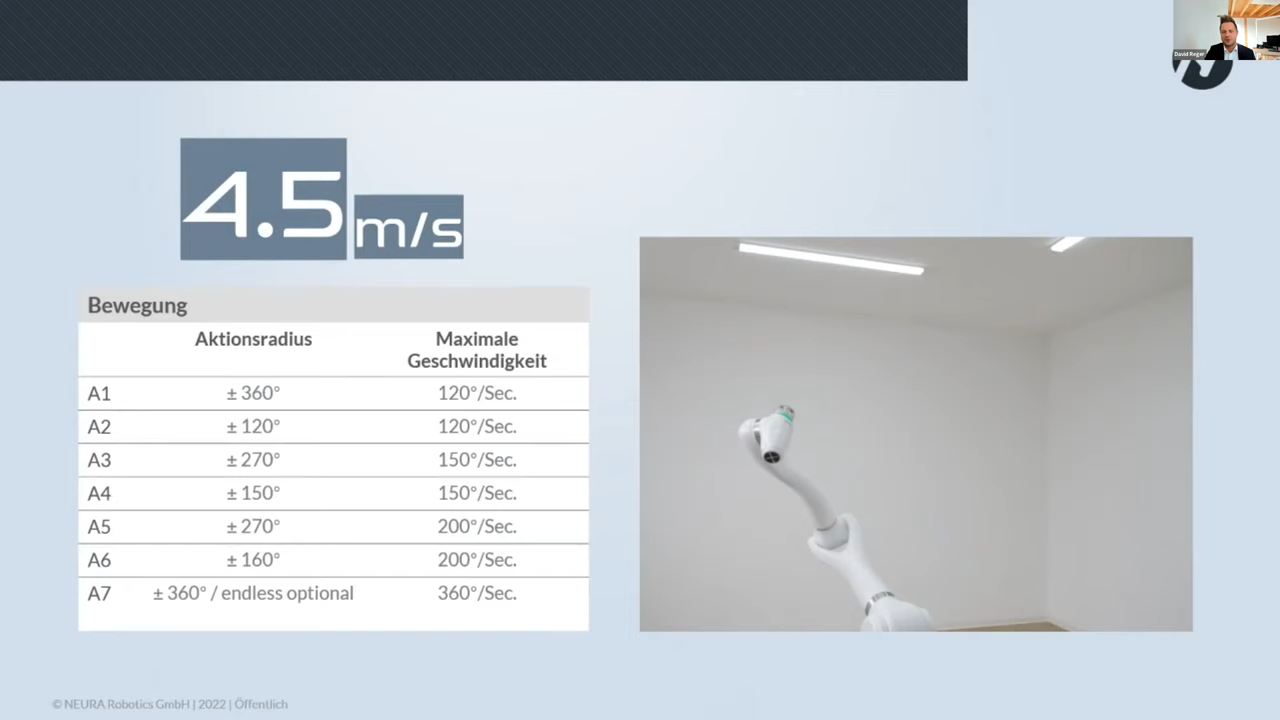 David Reger
4.5 m/s
Bewegung
Aktionsradius Maximale Geschwindigkeit
A1 ± 360° 120°/Sec.
A2 ± 120° 120°/Sec.
A3 ± 270° 150°/Sec.
A4 ± 150° 150°/Sec.
A5 ± 270° 200°/Sec.
A6 ± 160° 200°/Sec.
A7 ± 360° / endless optional 360°/Sec.
© NEURA Robotics GmbH | 2022 | Öffentlich